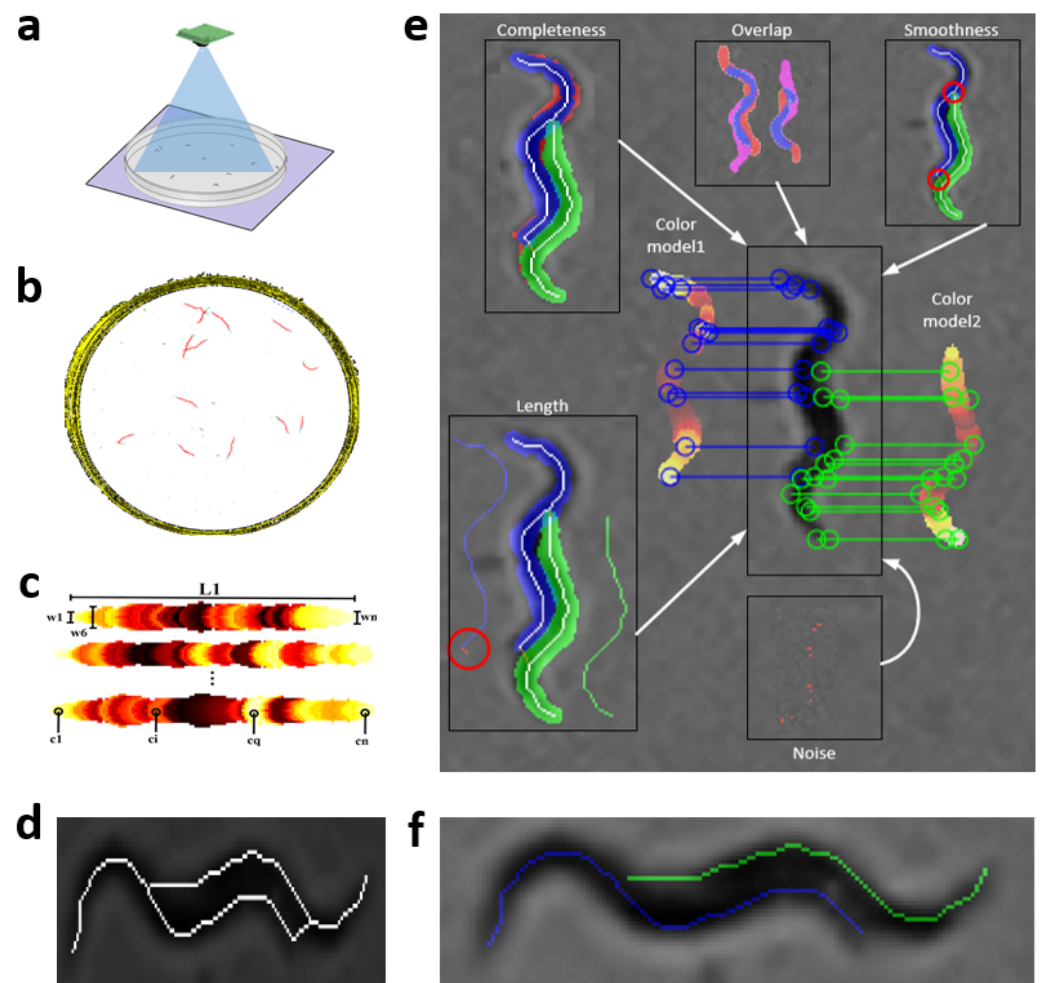 a
b
c
L1
w1
w6
wn
⋮
c1
ci
cq
cn
d
e
Completeness
Overlap
Smoothness
Color
model1
Color
model2
Length
Noise
f